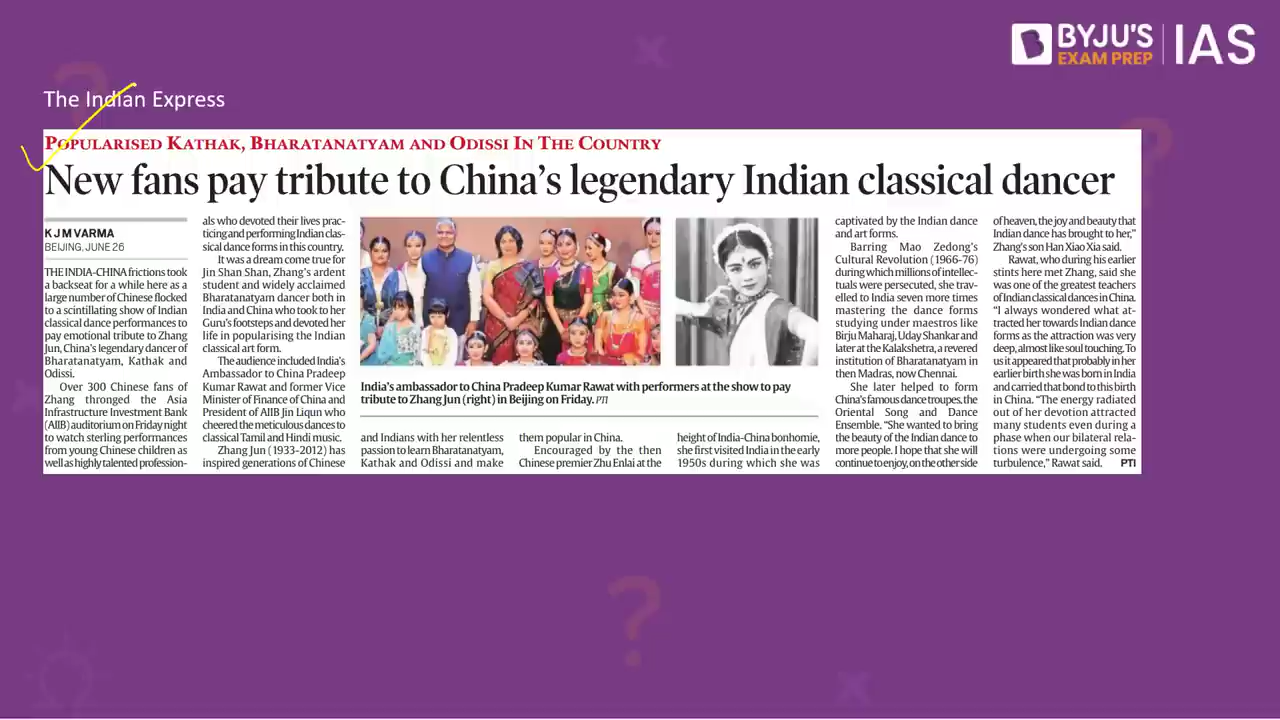 BYJU'S
EXAM PREP
IAS
The Indian Express
POPULARISED KATHAK, BHARATANATYAM AND ODISSI IN THE COUNTRY
New fans pay tribute to China's legendary Indian classical dancer
K J M VARMA
BEIJING, JUNE 26
THE INDIA-CHINA frictions took
a backseat for a while here as a
large number of Chinese flocked
to a scintillating show of Indian
classical dance performances to
pay emotional tribute to Zhang
Jun, China's legendary dancer of
Bharatanatyam, Kathak and
Odissi.
Over 300 Chinese fans of
Zhang thronged the Asia
Infrastructure Investment Bank
(AIIB) auditorium on Friday night
to watch sterling performances
from young Chinese children as
well as highly talented profession-
als who devoted their lives prac-
ticing and performing Indian clas-
sical dance forms in this country.
It was a dream come true for
Jin Shan Shan, Zhang's ardent
student and widely acclaimed
Bharatanatyam dancer both in
India and China who took to her
Guru's footsteps and devoted her
life in popularising the Indian
classical art form.
The audience included India's
Ambassador to China Pradeep
Kumar Rawat and former Vice
Minister of Finance of China and
President of AIIB Jin Liqun who
cheered the meticulous dances to
classical Tamil and Hindi music.
Zhang Jun (1933-2012) has
inspired generations of Chinese
India's ambassador to China Pradeep Kumar Rawat with performers at the show to pay
tribute to Zhang Jun (right) in Beijing on Friday. PTI
and Indians with her relentless
passion to learn Bharatanatyam,
Kathak and Odissi and make
them popular in China.
Encouraged by the then
Chinese premier Zhu Enlai at the
height of India-China bonhomie,
she first visited India in the early
1950s during which she was
captivated by the Indian dance
and art forms.
Barring Mao Zedong's
Cultural Revolution (1966-76)
during which millions of intellec-
tuals were persecuted, she trav-
elled to India seven more times
mastering the dance forms
studying under maestros like
Birju Maharaj, Uday Shankar and
later at the Kalakshetra, a revered
institution of Bharatanatyam in
then Madras, now Chennai.
She later helped to form
China's famous dance troupes, the
Oriental Song and Dance
Ensemble. "She wanted to bring
the beauty of the Indian dance to
more people. I hope that she will
continue to enjoy, on the other side
of heaven, the joy and beauty that
Indian dance has brought to her,"
Zhang's son Han Xiao Xia said.
Rawat, who during his earlier
stints here met Zhang, said she
was one of the greatest teachers
of Indian classical dances in China.
"I always wondered what at-
tracted her towards Indian dance
forms as the attraction was very
deep, almost like soul touching. To
us it appeared that probably in her
earlier birth she was born in India
and carried that bond to this birth
in China. "The energy radiated
out of her devotion attracted
many students even during a
phase when our bilateral rela-
tions were undergoing some
turbulence," Rawat said. PTI